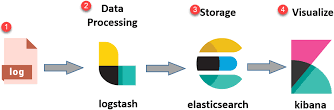 1
log
2
Data
Processing
logstash
3
Storage
elasticsearch
4
Visualize
kibana